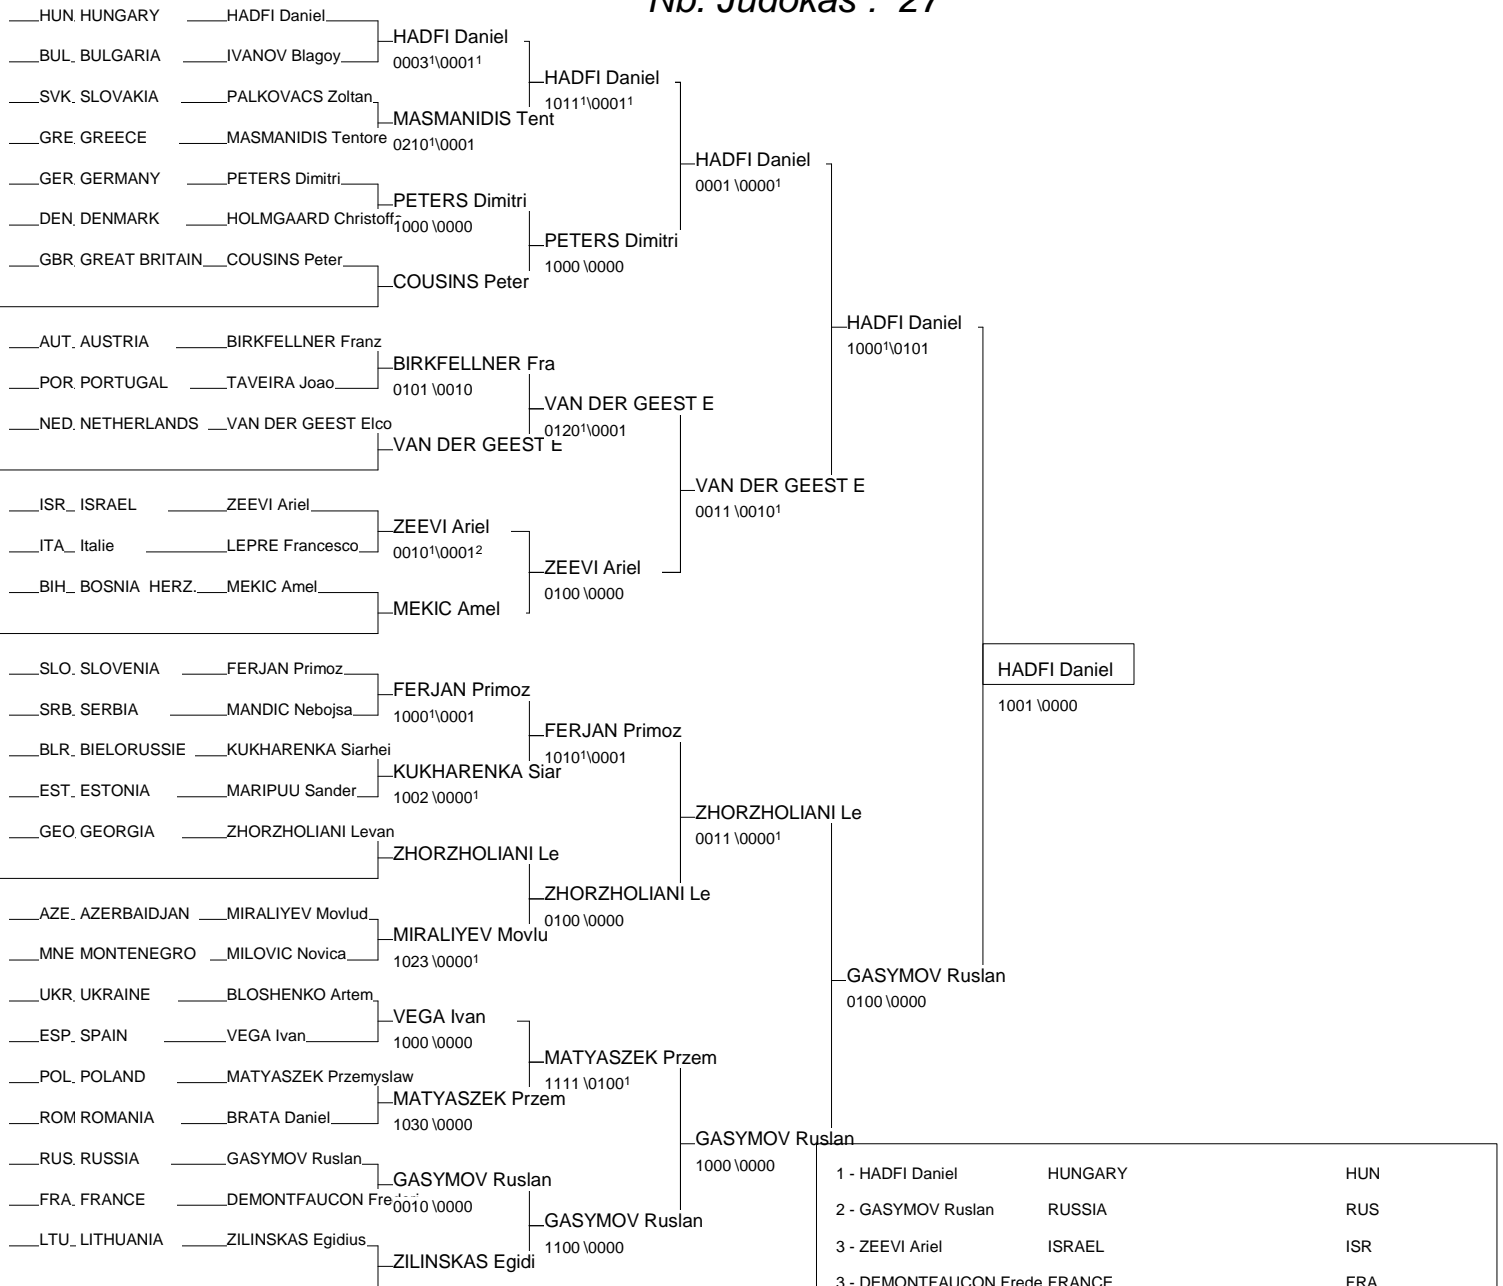 Nb. Judokas : 27
HUN HUNGARY HADFI Daniel
HADFI Daniel
BUL BULGARIA IVANOV Blagoy
0003¹\0001¹
HADFI Daniel
SVK SLOVAKIA PALKOVACS Zoltan
1011¹\0001¹
MASMANIDIS Tent
GRE GREECE MASMANIDIS Tentore
0210¹\0001
HADFI Daniel
GER GERMANY PETERS Dimitri
0001 \0000¹
PETERS Dimitri
DEN DENMARK HOLMGAARD Christoff
1000 \0000
PETERS Dimitri
GBR GREAT BRITAIN COUSINS Peter
1000 \0000
COUSINS Peter
HADFI Daniel
AUT AUSTRIA BIRKFELLNER Franz
1000¹\0101
BIRKFELLNER Fra
POR PORTUGAL TAVEIRA Joao
0101 \0010
VAN DER GEEST E
NED NETHERLANDS VAN DER GEEST Elco
0120¹\0001
VAN DER GEEST E
VAN DER GEEST E
ISR ISRAEL ZEEVI Ariel
0011 \0010¹
ZEEVI Ariel
ITA Italie LEPRE Francesco
0010¹\0001²
ZEEVI Ariel
BIH BOSNIA HERZ. MEKIC Amel
0100 \0000
MEKIC Amel
SLO SLOVENIA FERJAN Primoz
HADFI Daniel
FERJAN Primoz
SRB SERBIA MANDIC Nebojsa
1001 \0000
1000¹\0001
FERJAN Primoz
BLR BIELORUSSIE KUKHARENKA Siarhei
1010¹\0001
KUKHARENKA Siar
EST ESTONIA MARIPUU Sander
1002 \0000¹
ZHORZHOLIANI Le
GEO GEORGIA ZHORZHOLIANI Levan
0011 \0000¹
ZHORZHOLIANI Le
ZHORZHOLIANI Le
AZE AZERBAIDJAN MIRALIYEV Movlud
0100 \0000
MIRALIYEV Movlu
MNE MONTENEGRO MILOVIC Novica
1023 \0000¹
GASYMOV Ruslan
UKR UKRAINE BLOSHENKO Artem
0100 \0000
VEGA Ivan
ESP SPAIN VEGA Ivan
1000 \0000
MATYASZEK Przem
POL POLAND MATYASZEK Przemyslaw
1111 \0100¹
MATYASZEK Przem
ROM ROMANIA BRATA Daniel
1030 \0000
GASYMOV Ruslan
RUS RUSSIA GASYMOV Ruslan
1000 \0000
1 - HADFI Daniel HUNGARY HUN
GASYMOV Ruslan
FRA FRANCE DEMONTFAUCON Frederi
0010 \0000
2 - GASYMOV Ruslan RUSSIA RUS
GASYMOV Ruslan
LTU LITHUANIA ZILINSKAS Egidius
1100 \0000
3 - ZEEVI Ariel ISRAEL ISR
ZILINSKAS Egidi
3 - DEMONTFAUCON Frede FRANCE FRA